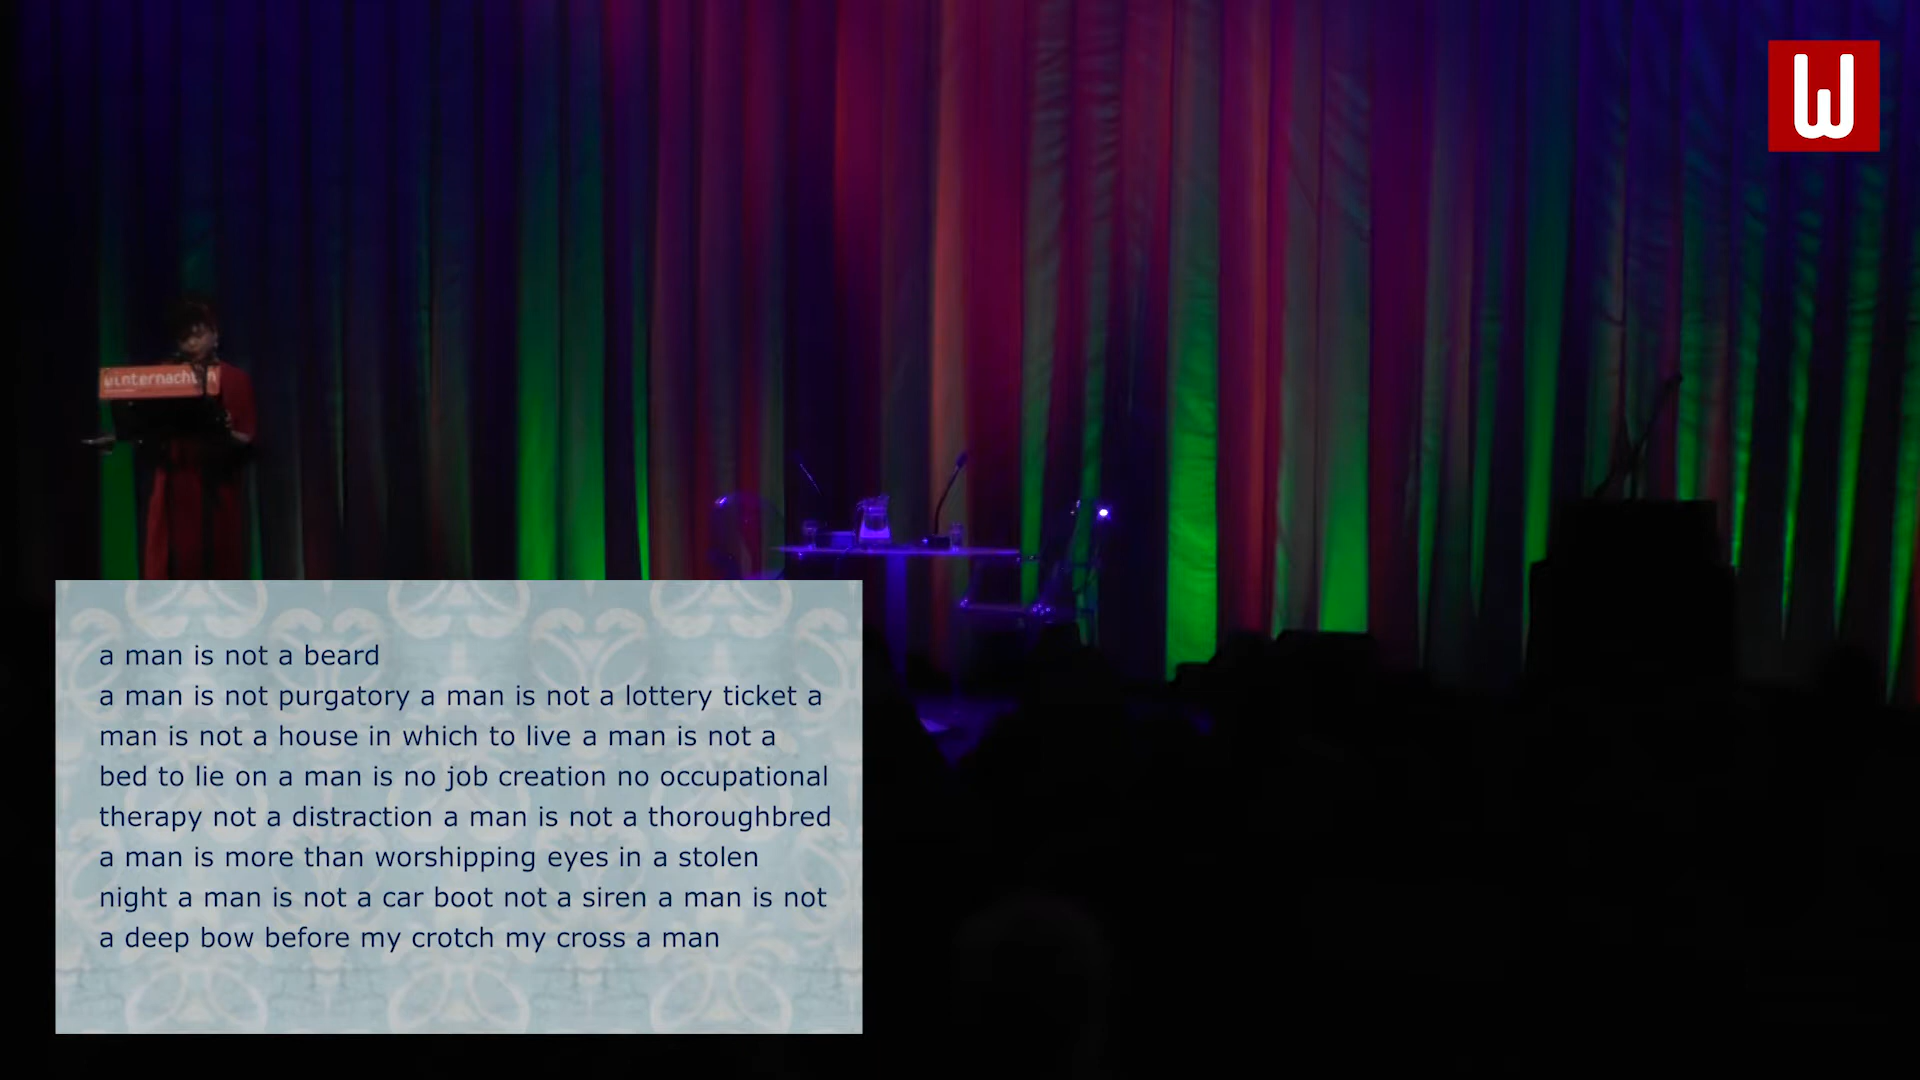 W
winternachten
a man is not a beard
a man is not purgatory a man is not a lottery ticket a
man is not a house in which to live a man is not a
bed to lie on a man is no job creation no occupational
therapy not a distraction a man is not a thoroughbred
a man is more than worshipping eyes in a stolen
night a man is not a car boot not a siren a man is not
a deep bow before my crotch my cross a man